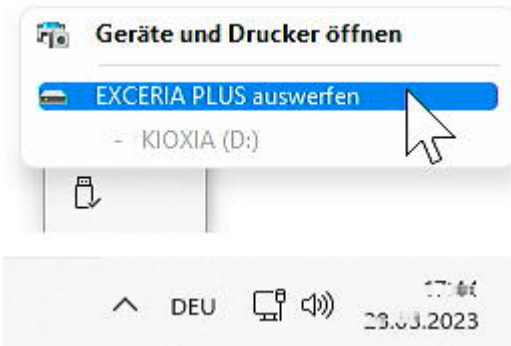 Geräte und Drucker öffnen
EXCERIA PLUS auswerfen
- KIOXIA (D:)
DEU